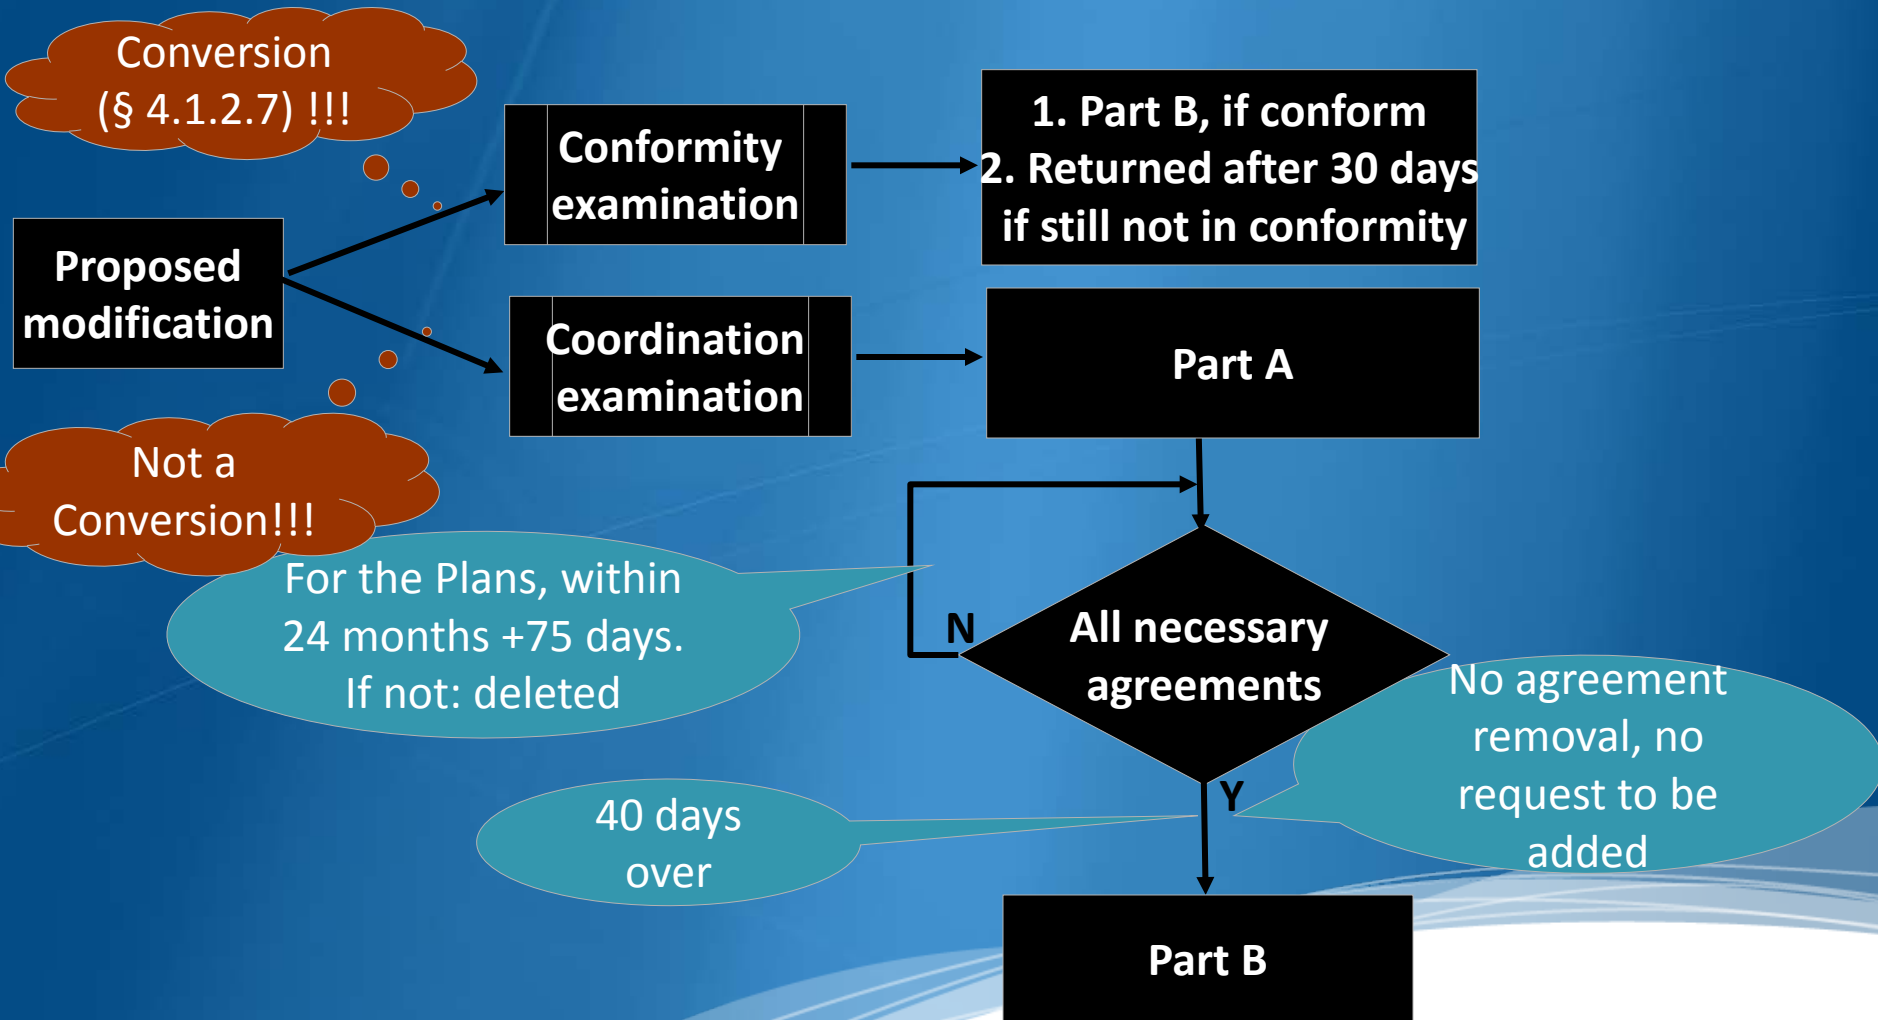 Conversion
(§ 4.1.2.7) !!!
Proposed
modification
Conformity
examination
1. Part B, if conform
2. Returned after 30 days
if still not in conformity
Coordination
examination
Part A
Not a
Conversion!!!
For the Plans, within
24 months +75 days.
If not: deleted
N
All necessary
agreements
No agreement
removal, no
request to be
added
Y
40 days
over
Part B